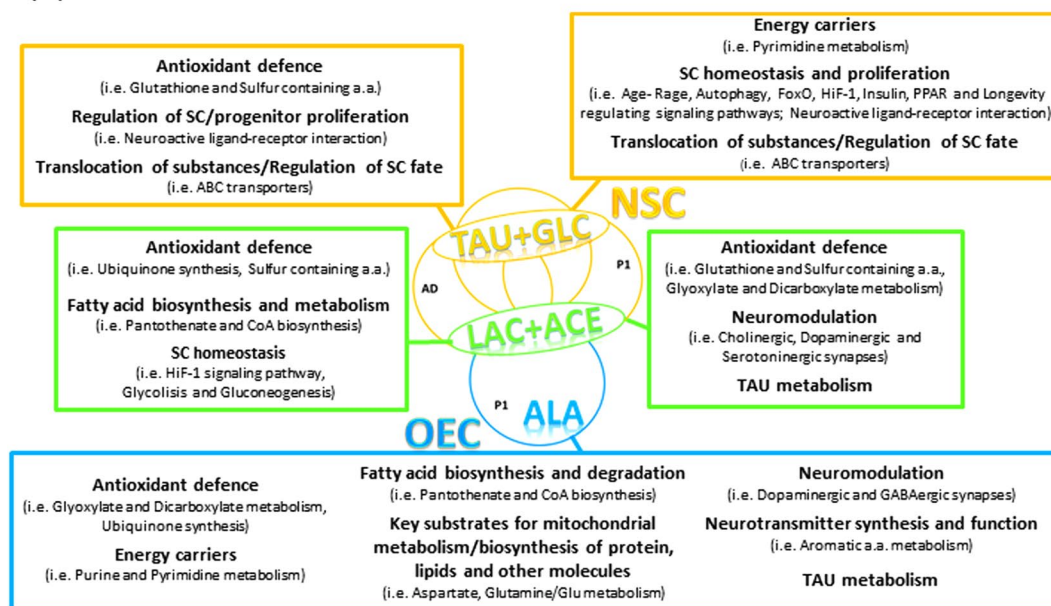 Antioxidant defence
(i.e. Glutathione and Sulfur containing a.a.)
Regulation of SC/progenitor proliferation
(i.e. Neuroactive ligand-receptor interaction)
Translocation of substances/Regulation of SC fate
(i.e. ABC transporters)
Energy carriers
(i.e. Pyrimidine metabolism)
SC homeostasis and proliferation
(i.e. Age- Rage, Autophagy, FoxO, HiF-1, Insulin, PPAR and Longevity
regulating signaling pathways; Neuroactive ligand-receptor interaction)
Translocation of substances/Regulation of SC fate
(i.e. ABC transporters)
NSC
TAU+GLC
AD
P1
LAC+ACE
Antioxidant defence
(i.e. Ubiquinone synthesis, Sulfur containing a.a.)
Fatty acid biosynthesis and metabolism
(i.e. Pantothenate and CoA biosynthesis)
SC homeostasis
(i.e. HiF-1 signaling pathway,
Glycolisis and Gluconeogenesis)
Antioxidant defence
(i.e. Glutathione and Sulfur containing a.a.,
Glyoxylate and Dicarboxylate metabolism)
Neuromodulation
(i.e. Cholinergic, Dopaminergic and
Serotoninergic synapses)
TAU metabolism
P1
ALA
OEC
Antioxidant defence
(i.e. Glyoxylate and Dicarboxylate metabolism,
Ubiquinone synthesis)
Energy carriers
(i.e. Purine and Pyrimidine metabolism)
Fatty acid biosynthesis and degradation
(i.e. Pantothenate and CoA biosynthesis)
Key substrates for mitochondrial
metabolism/biosynthesis of protein,
lipids and other molecules
(i.e. Aspartate, Glutamine/Glu metabolism)
Neuromodulation
(i.e. Dopaminergic and GABAergic synapses)
Neurotransmitter synthesis and function
(i.e. Aromatic a.a. metabolism)
TAU metabolism